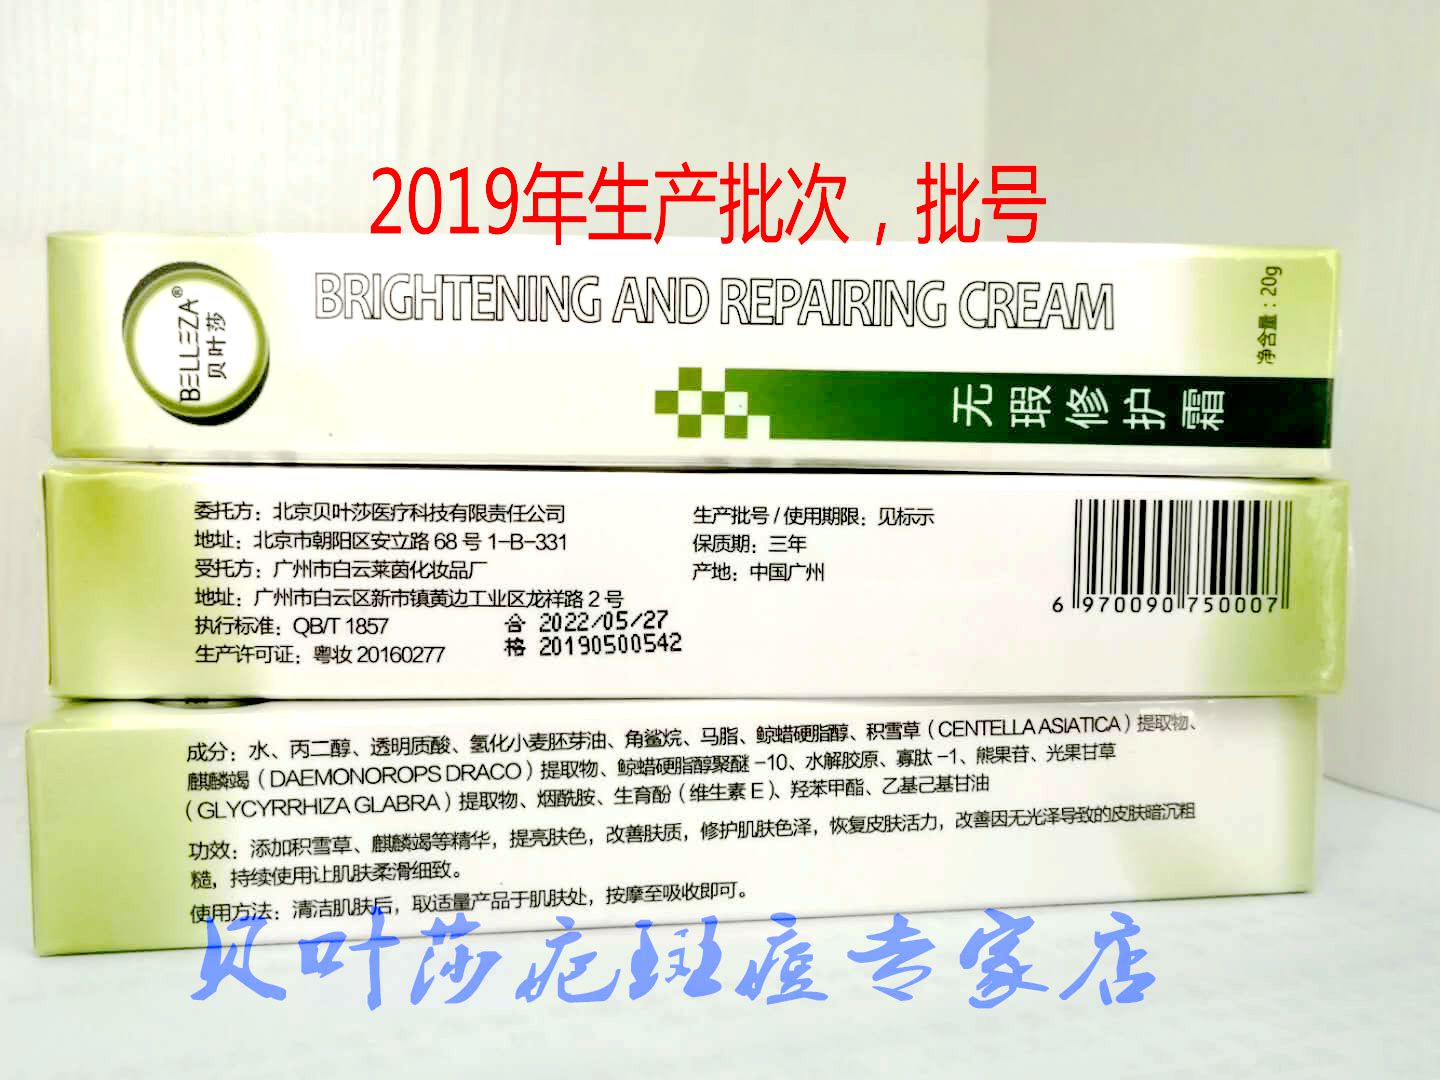 2019年生产批次，批号
BELLEZA®
贝叶莎
BRIGHTENING AND REPAIRING CREAM
净含量：20g
无瑕修护霜
委托方：北京贝叶莎医疗科技有限责任公司
地址：北京市朝阳区安立路 68 号 1-B-331
受托方：广州市白云莱茵化妆品厂
地址：广州市白云区新市镇黄边工业区龙祥路 2 号
执行标准：QB/T 1857
生产许可证：粤妆 20160277
合 2022/05/27
格 20190500542
生产批号 / 使用期限：见标示
保质期：三年
产地：中国广州
6 970090 750007
成分：水、丙二醇、透明质酸、氢化小麦胚芽油、角鲨烷、马脂、鲸蜡硬脂醇、积雪草（CENTELLA ASIATICA）提取物、
麒麟竭（DAEMONOROPS DRACO）提取物、鲸蜡硬脂醇聚醚 -10、水解胶原、寡肽 -1、熊果苷、光果甘草
（GLYCYRRHIZA GLABRA）提取物、烟酰胺、生育酚（维生素 E）、羟苯甲酯、乙基己基甘油
功效：添加积雪草、麒麟竭等精华，提亮肤色，改善肤质，修护肌肤色泽，恢复皮肤活力，改善因无光泽导致的皮肤暗沉粗
糙，持续使用让肌肤柔滑细致。
使用方法：清洁肌肤后，取适量产品于肌肤处，按摩至吸收即可。
贝叶莎疤斑痘专家店